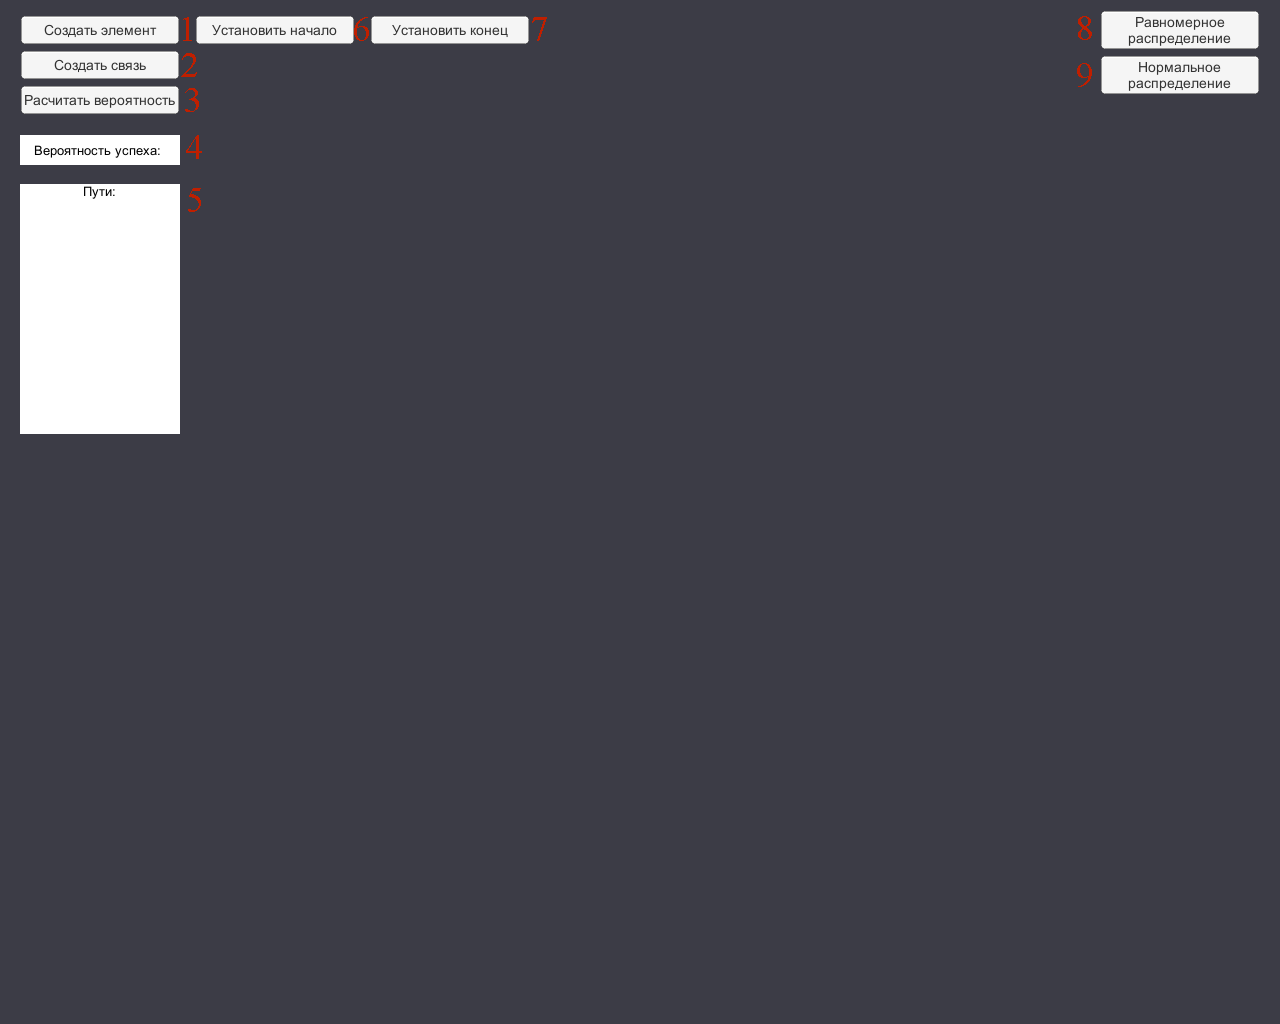 Создать элемент 1 Установить начало 6 Установить конец 7
Создать связь 2
Расчитать вероятность 3
Вероятность успеха: 4
Пути: 5
8 Равномерное
распределение
9 Нормальное
распределение